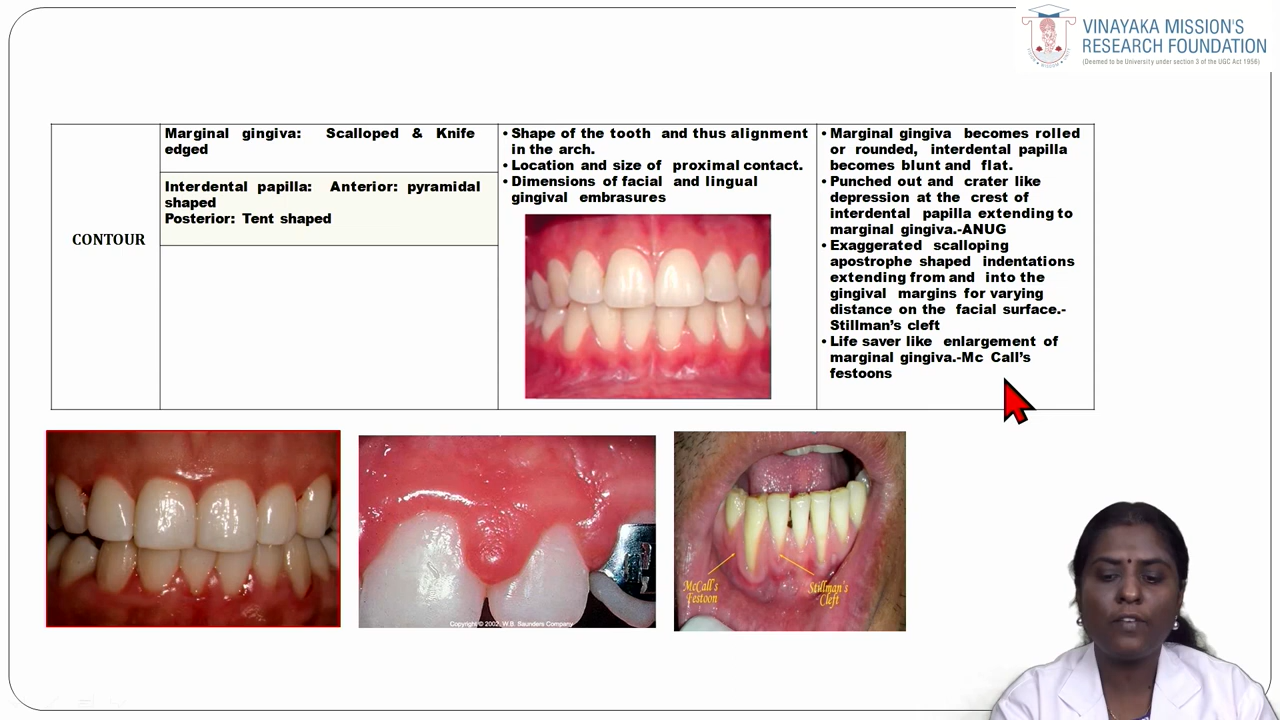 VINAYAKA MISSION'S
RESEARCH FOUNDATION
(Deemed to be University under section 3 of the UGC Act 1956)
CONTOUR
Marginal gingiva: Scalloped & Knife
edged
Interdental papilla: Anterior: pyramidal
shaped
Posterior: Tent shaped
• Shape of the tooth and thus alignment
in the arch.
• Location and size of proximal contact.
• Dimensions of facial and lingual
gingival embrasures
• Marginal gingiva becomes rolled
or rounded, interdental papilla
becomes blunt and flat.
• Punched out and crater like
depression at the crest of
interdental papilla extending to
marginal gingiva.-ANUG
• Exaggerated scalloping
apostrophe shaped indentations
extending from and into the
gingival margins for varying
distance on the facial surface.-
Stillman's cleft
• Life saver like enlargement of
marginal gingiva.-Mc Call's
festoons
Copyright © 2002, W.B. Saunders Company
McCall's
Festoon
Stillman's
Cleft